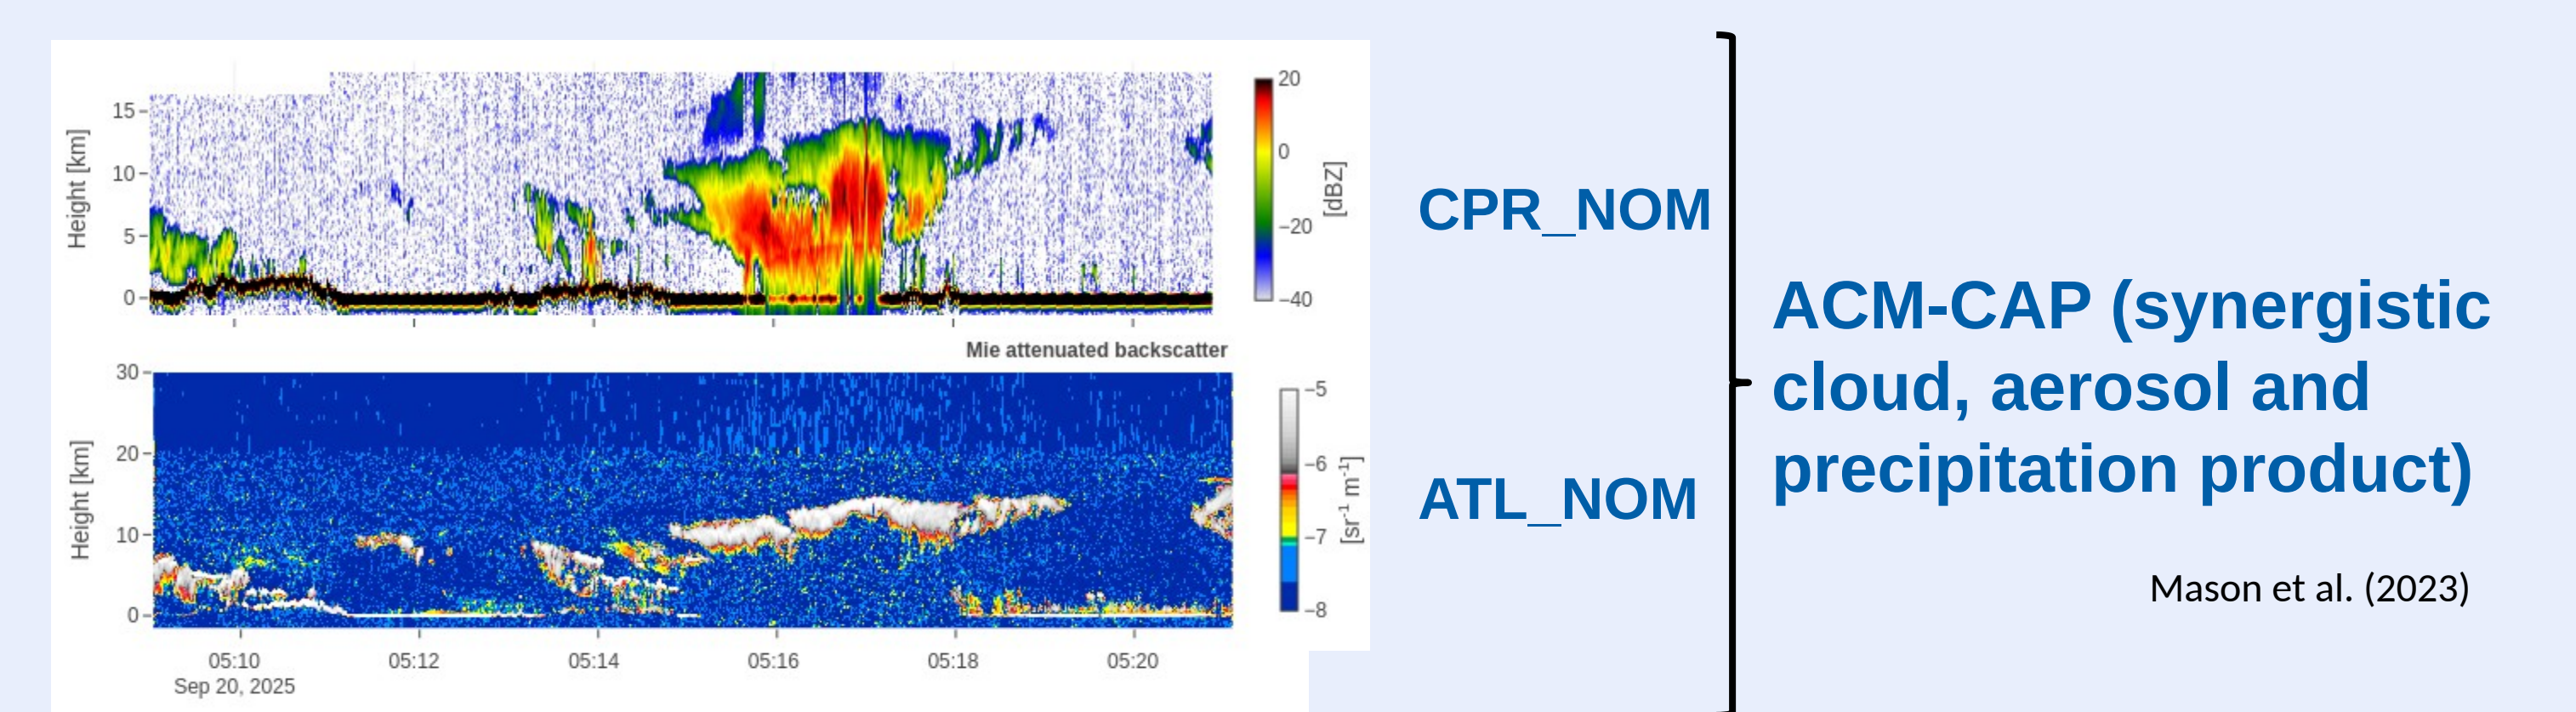 15
10
5
0
Height [km]
20
0
−20
−40
[dBZ]
CPR_NOM
Mie attenuated backscatter
30
20
10
0
Height [km]
−5
−6
−7
−8
[sr-1 m-1]
ATL_NOM
05:10
05:12
05:14
05:16
05:18
05:20
Sep 20, 2025
ACM-CAP (synergistic
cloud, aerosol and
precipitation product)
Mason et al. (2023)